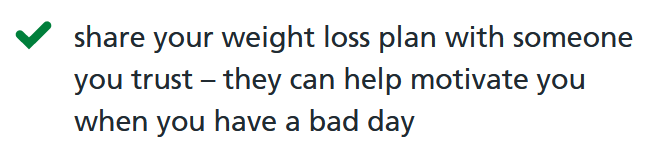 share your weight loss plan with someone
you trust – they can help motivate you
when you have a bad day